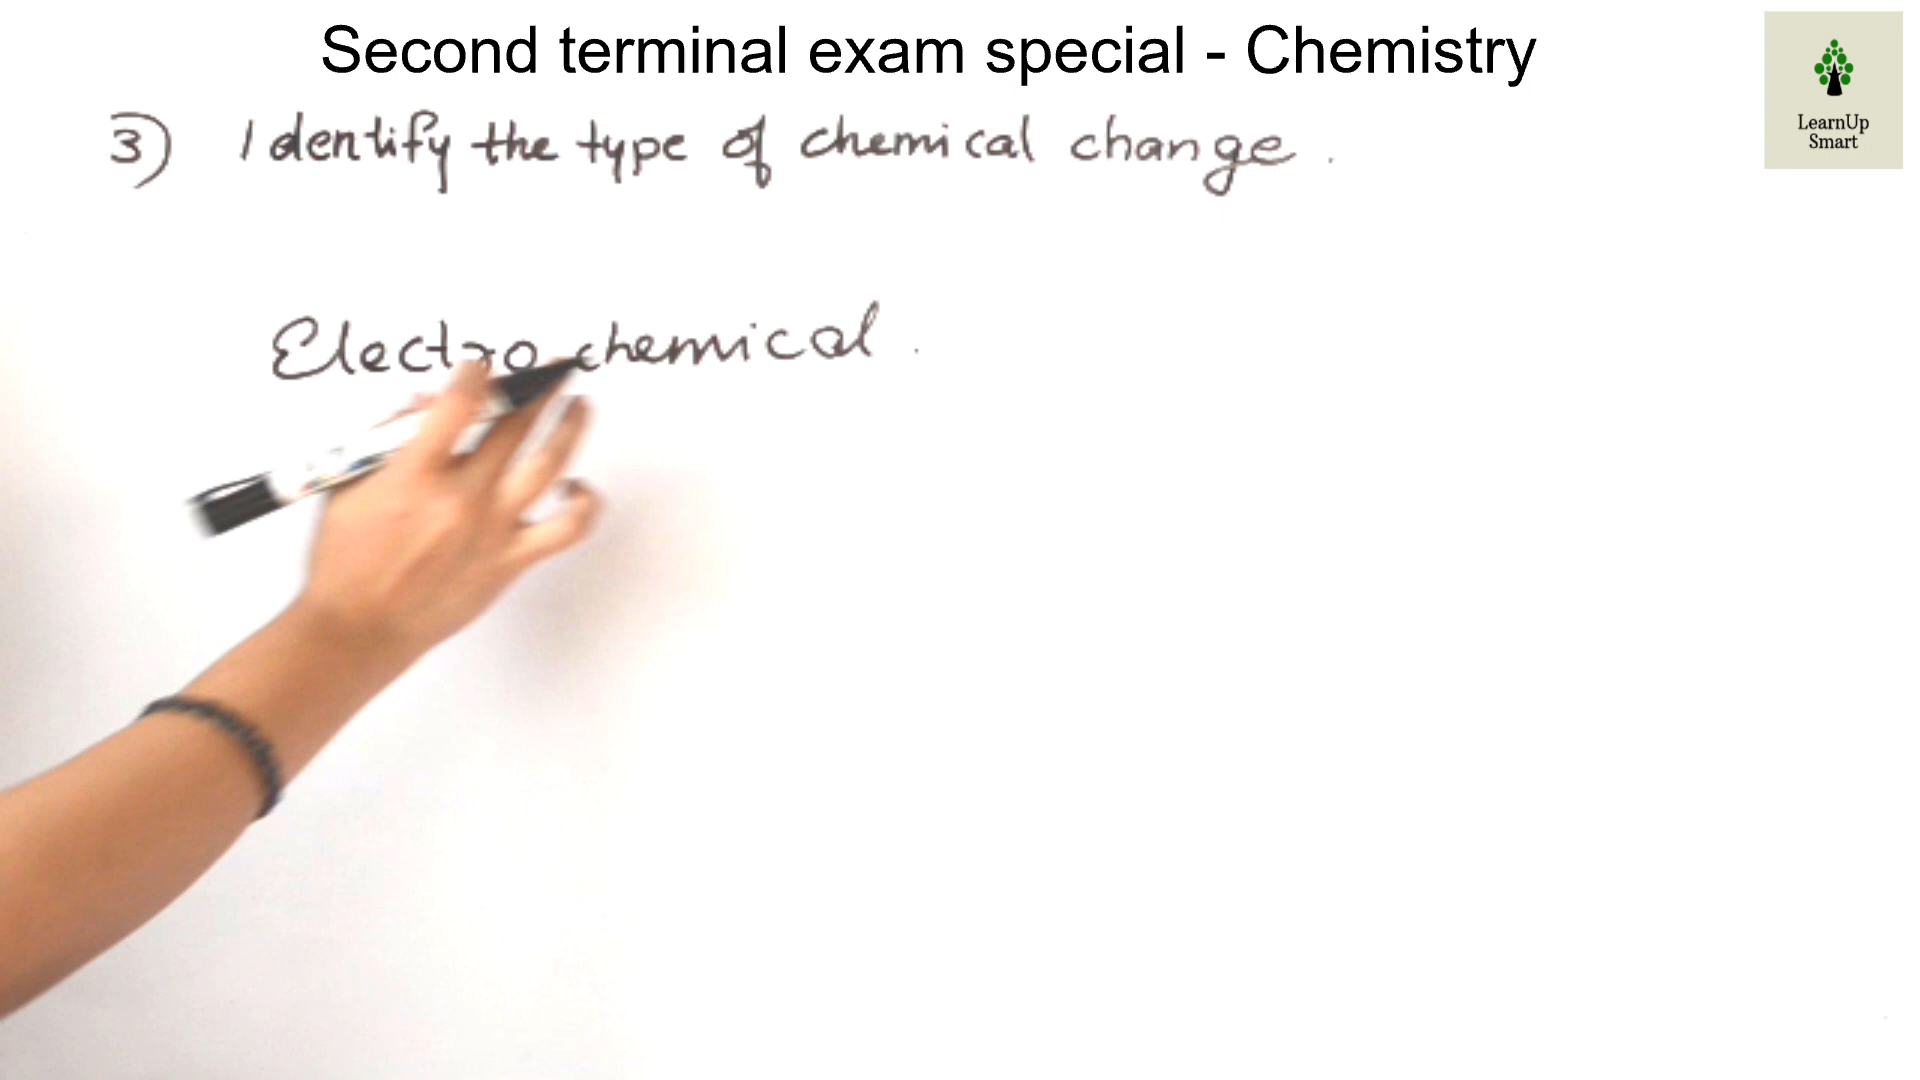 Second terminal exam special - Chemistry
LearnUp
Smart
3) Identify the type of chemical change.
Electrochemical.